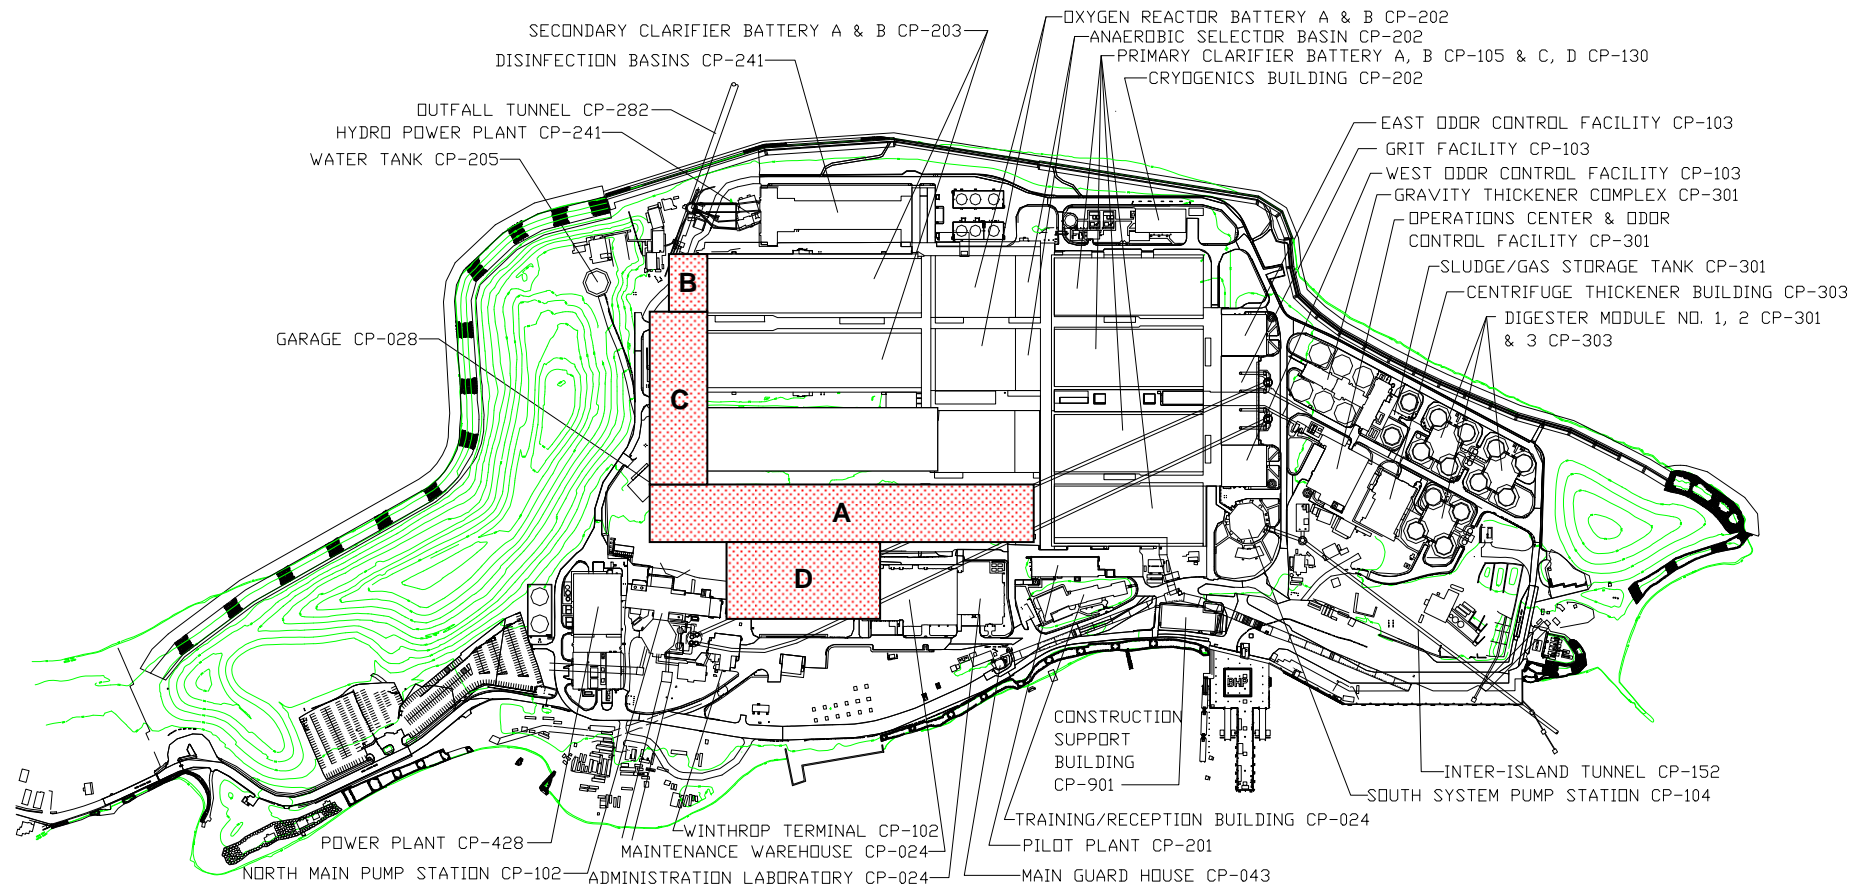 SECONDARY CLARIFIER BATTERY A & B CP-203
DISINFECTION BASINS CP-241
OUTFALL TUNNEL CP-282
HYDRO POWER PLANT CP-241
WATER TANK CP-205
GARAGE CP-028
OXYGEN REACTOR BATTERY A & B CP-202
ANAEROBIC SELECTOR BASIN CP-202
PRIMARY CLARIFIER BATTERY A, B CP-105 & C, D CP-130
CRYOGENICS BUILDING CP-202
EAST ODOR CONTROL FACILITY CP-103
GRIT FACILITY CP-103
WEST ODOR CONTROL FACILITY CP-103
GRAVITY THICKENER COMPLEX CP-301
OPERATIONS CENTER & ODOR
CONTROL FACILITY CP-301
SLUDGE/GAS STORAGE TANK CP-301
CENTRIFUGE THICKENER BUILDING CP-303
DIGESTER MODULE NO. 1, 2 CP-301
& 3 CP-303
B
C
A
D
BHP
CONSTRUCTION
SUPPORT
BUILDING
CP-901
INTER-ISLAND TUNNEL CP-152
SOUTH SYSTEM PUMP STATION CP-104
TRAINING/RECEPTION BUILDING CP-024
PILOT PLANT CP-201
MAIN GUARD HOUSE CP-043
WINTHROP TERMINAL CP-102
MAINTENANCE WAREHOUSE CP-024
ADMINISTRATION LABORATORY CP-024
POWER PLANT CP-428
NORTH MAIN PUMP STATION CP-102